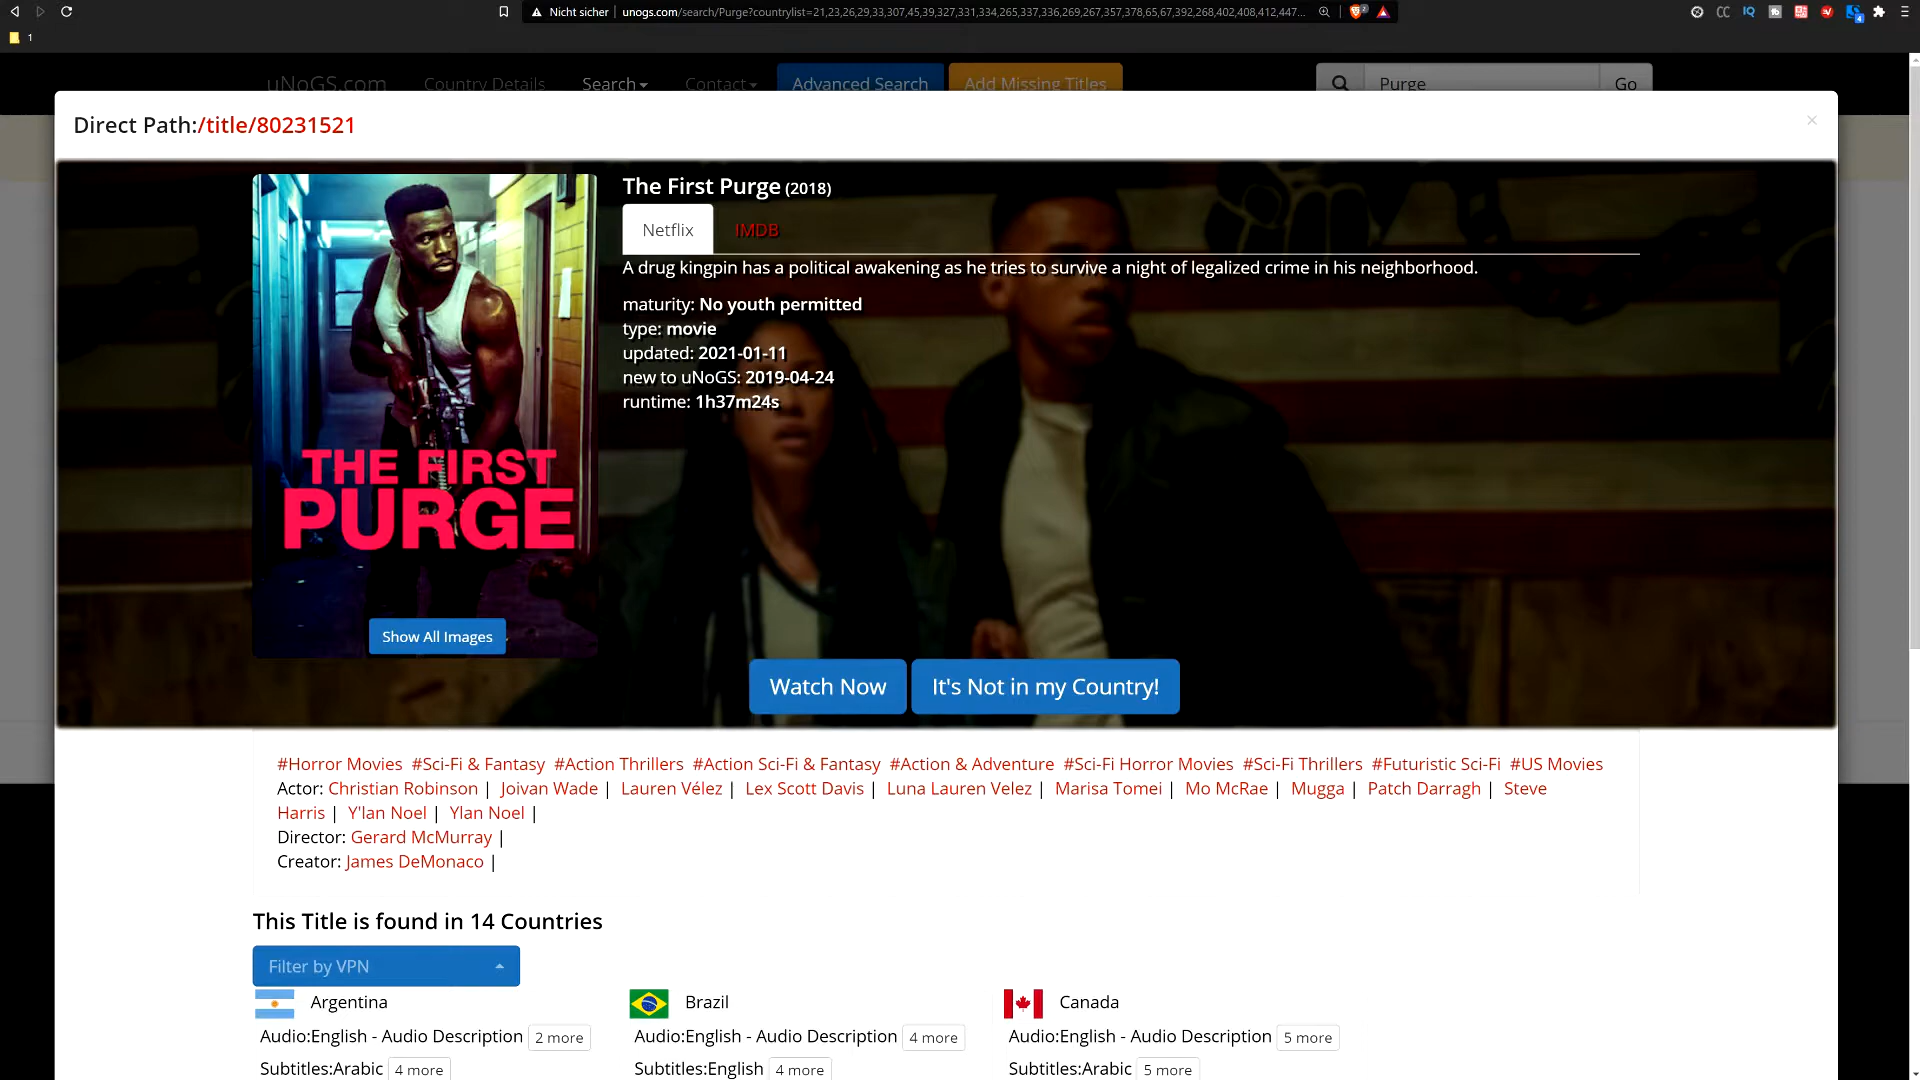 Nicht sicher unogs.com/search/Purge?countrylist=21,23,26,29,33,307,45,39,327,331,334,265,337,336,269,267,357,378,65,67,392,268,402,408,412,447...
1
uNoGS.com Country Details Search Contact Advanced Search Add Missing Titles Purge Go
Direct Path:/title/80231521
×
The First Purge (2018)
Netflix IMDB
A drug kingpin has a political awakening as he tries to survive a night of legalized crime in his neighborhood.
maturity: No youth permitted
type: movie
updated: 2021-01-11
new to uNoGS: 2019-04-24
runtime: 1h37m24s
THE FIRST
PURGE
Show All Images
Watch Now It's Not in my Country!
#Horror Movies #Sci-Fi & Fantasy #Action Thrillers #Action Sci-Fi & Fantasy #Action & Adventure #Sci-Fi Horror Movies #Sci-Fi Thrillers #Futuristic Sci-Fi #US Movies
Actor: Christian Robinson | Joivan Wade | Lauren Vélez | Lex Scott Davis | Luna Lauren Velez | Marisa Tomei | Mo McRae | Mugga | Patch Darragh | Steve
Harris | Y'lan Noel | Ylan Noel |
Director: Gerard McMurray |
Creator: James DeMonaco |
This Title is found in 14 Countries
Filter by VPN
Argentina Brazil Canada
Audio:English - Audio Description 2 more Audio:English - Audio Description 4 more Audio:English - Audio Description 5 more
Subtitles:Arabic 4 more Subtitles:English 4 more Subtitles:Arabic 5 more